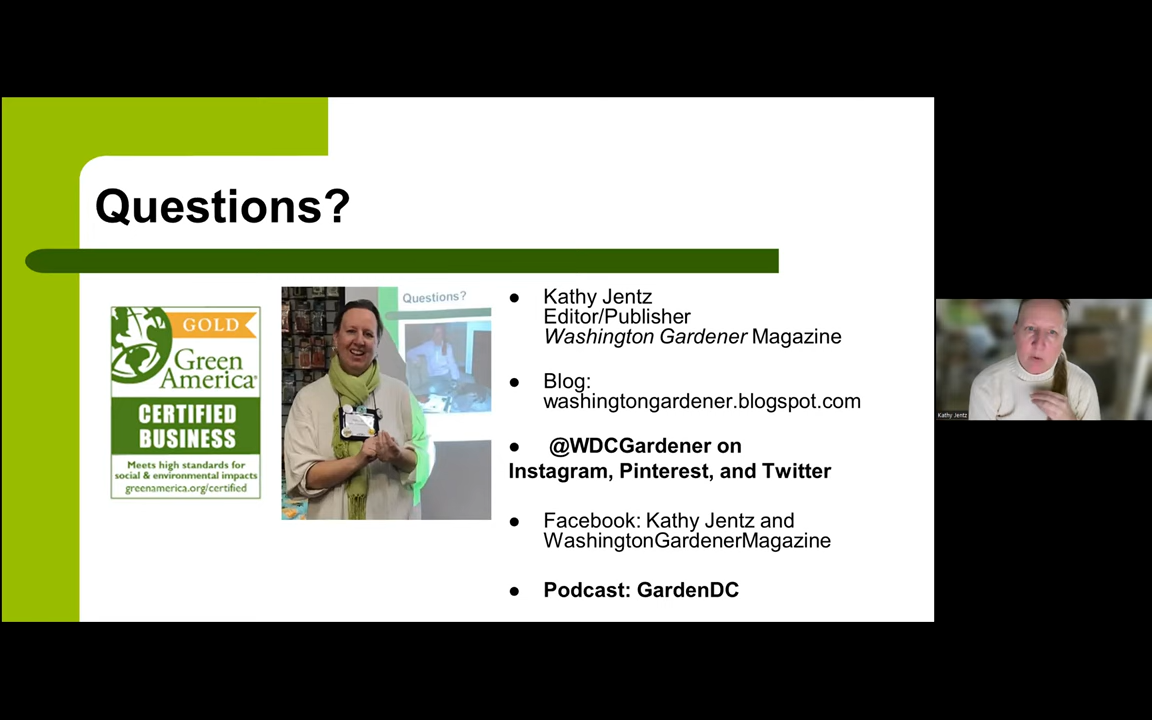 Questions?
GOLD
Green
America
CERTIFIED
BUSINESS
Meets high standards for
social & environmental impacts
greenamerica.org/certified
Questions?
● Kathy Jentz
Editor/Publisher
Washington Gardener Magazine
● Blog:
washingtongardener.blogspot.com
● @WDCGardener on
Instagram, Pinterest, and Twitter
● Facebook: Kathy Jentz and
WashingtonGardenerMagazine
● Podcast: GardenDC
Kathy Jentz